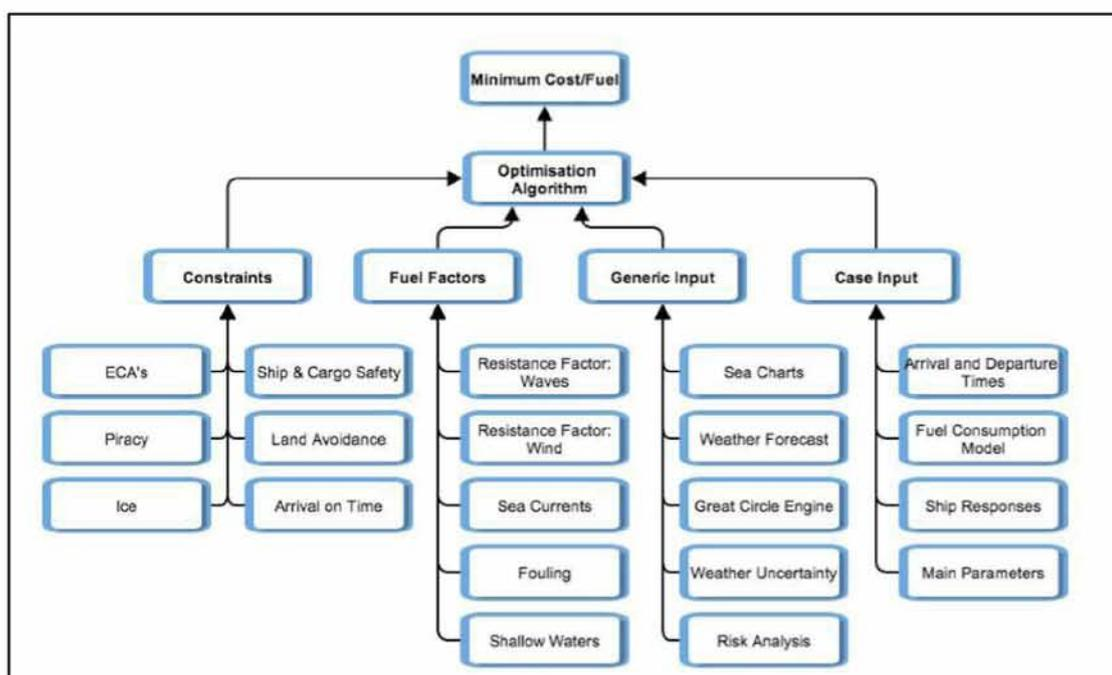 Minimum Cost/Fuel
Optimisation
Algorithm
Constraints
Fuel Factors
Generic Input
Case Input
ECA's
Ship & Cargo Safety
Piracy
Land Avoidance
Ice
Arrival on Time
Resistance Factor:
Waves
Resistance Factor:
Wind
Sea Currents
Fouling
Shallow Waters
Sea Charts
Weather Forecast
Great Circle Engine
Weather Uncertainty
Risk Analysis
Arrival and Departure
Times
Fuel Consumption
Model
Ship Responses
Main Parameters